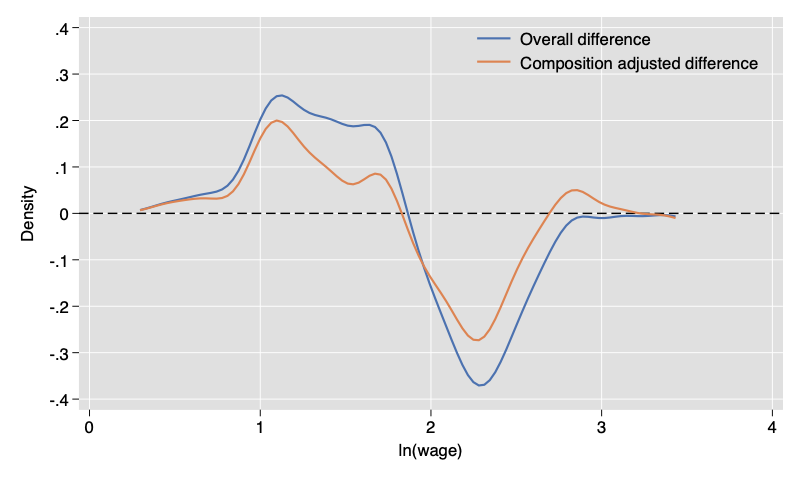 Overall difference
Composition adjusted difference
.4
.3
.2
.1
0
-.1
-.2
-.3
-.4
Density
0 1 2 3 4
ln(wage)